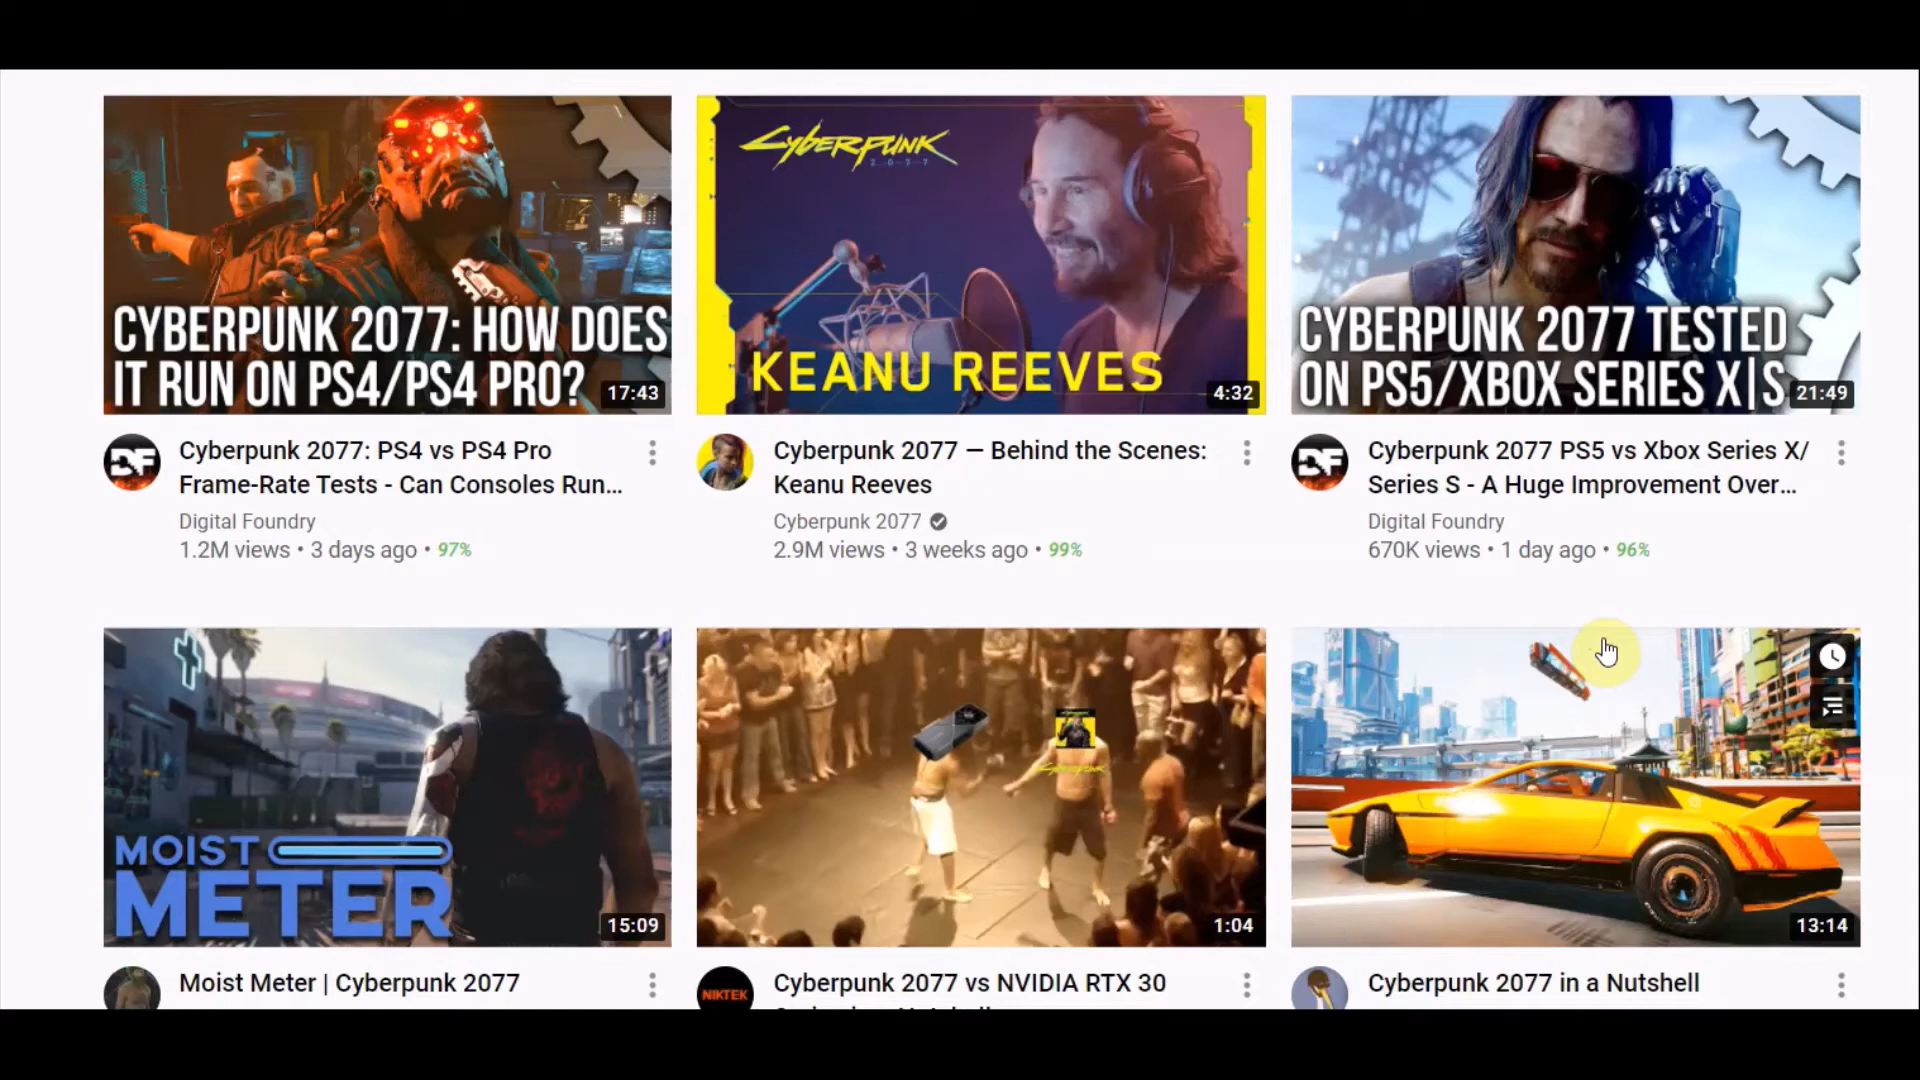 CYBERPUNK 2077: HOW DOES
IT RUN ON PS4/PS4 PRO?
17:43
DF
Cyberpunk 2077: PS4 vs PS4 Pro
Frame-Rate Tests - Can Consoles Run...
Digital Foundry
1.2M views • 3 days ago • 97%
Cyberpunk
2077
KEANU REEVES
4:32
Cyberpunk 2077 — Behind the Scenes:
Keanu Reeves
Cyberpunk 2077
2.9M views • 3 weeks ago • 99%
CYBERPUNK 2077 TESTED
ON PS5/XBOX SERIES X|S
21:49
DF
Cyberpunk 2077 PS5 vs Xbox Series X/
Series S - A Huge Improvement Over...
Digital Foundry
670K views • 1 day ago • 96%
MOIST
METER
15:09
Moist Meter | Cyberpunk 2077
1:04
NIKTEK
Cyberpunk 2077 vs NVIDIA RTX 30
13:14
Cyberpunk 2077 in a Nutshell